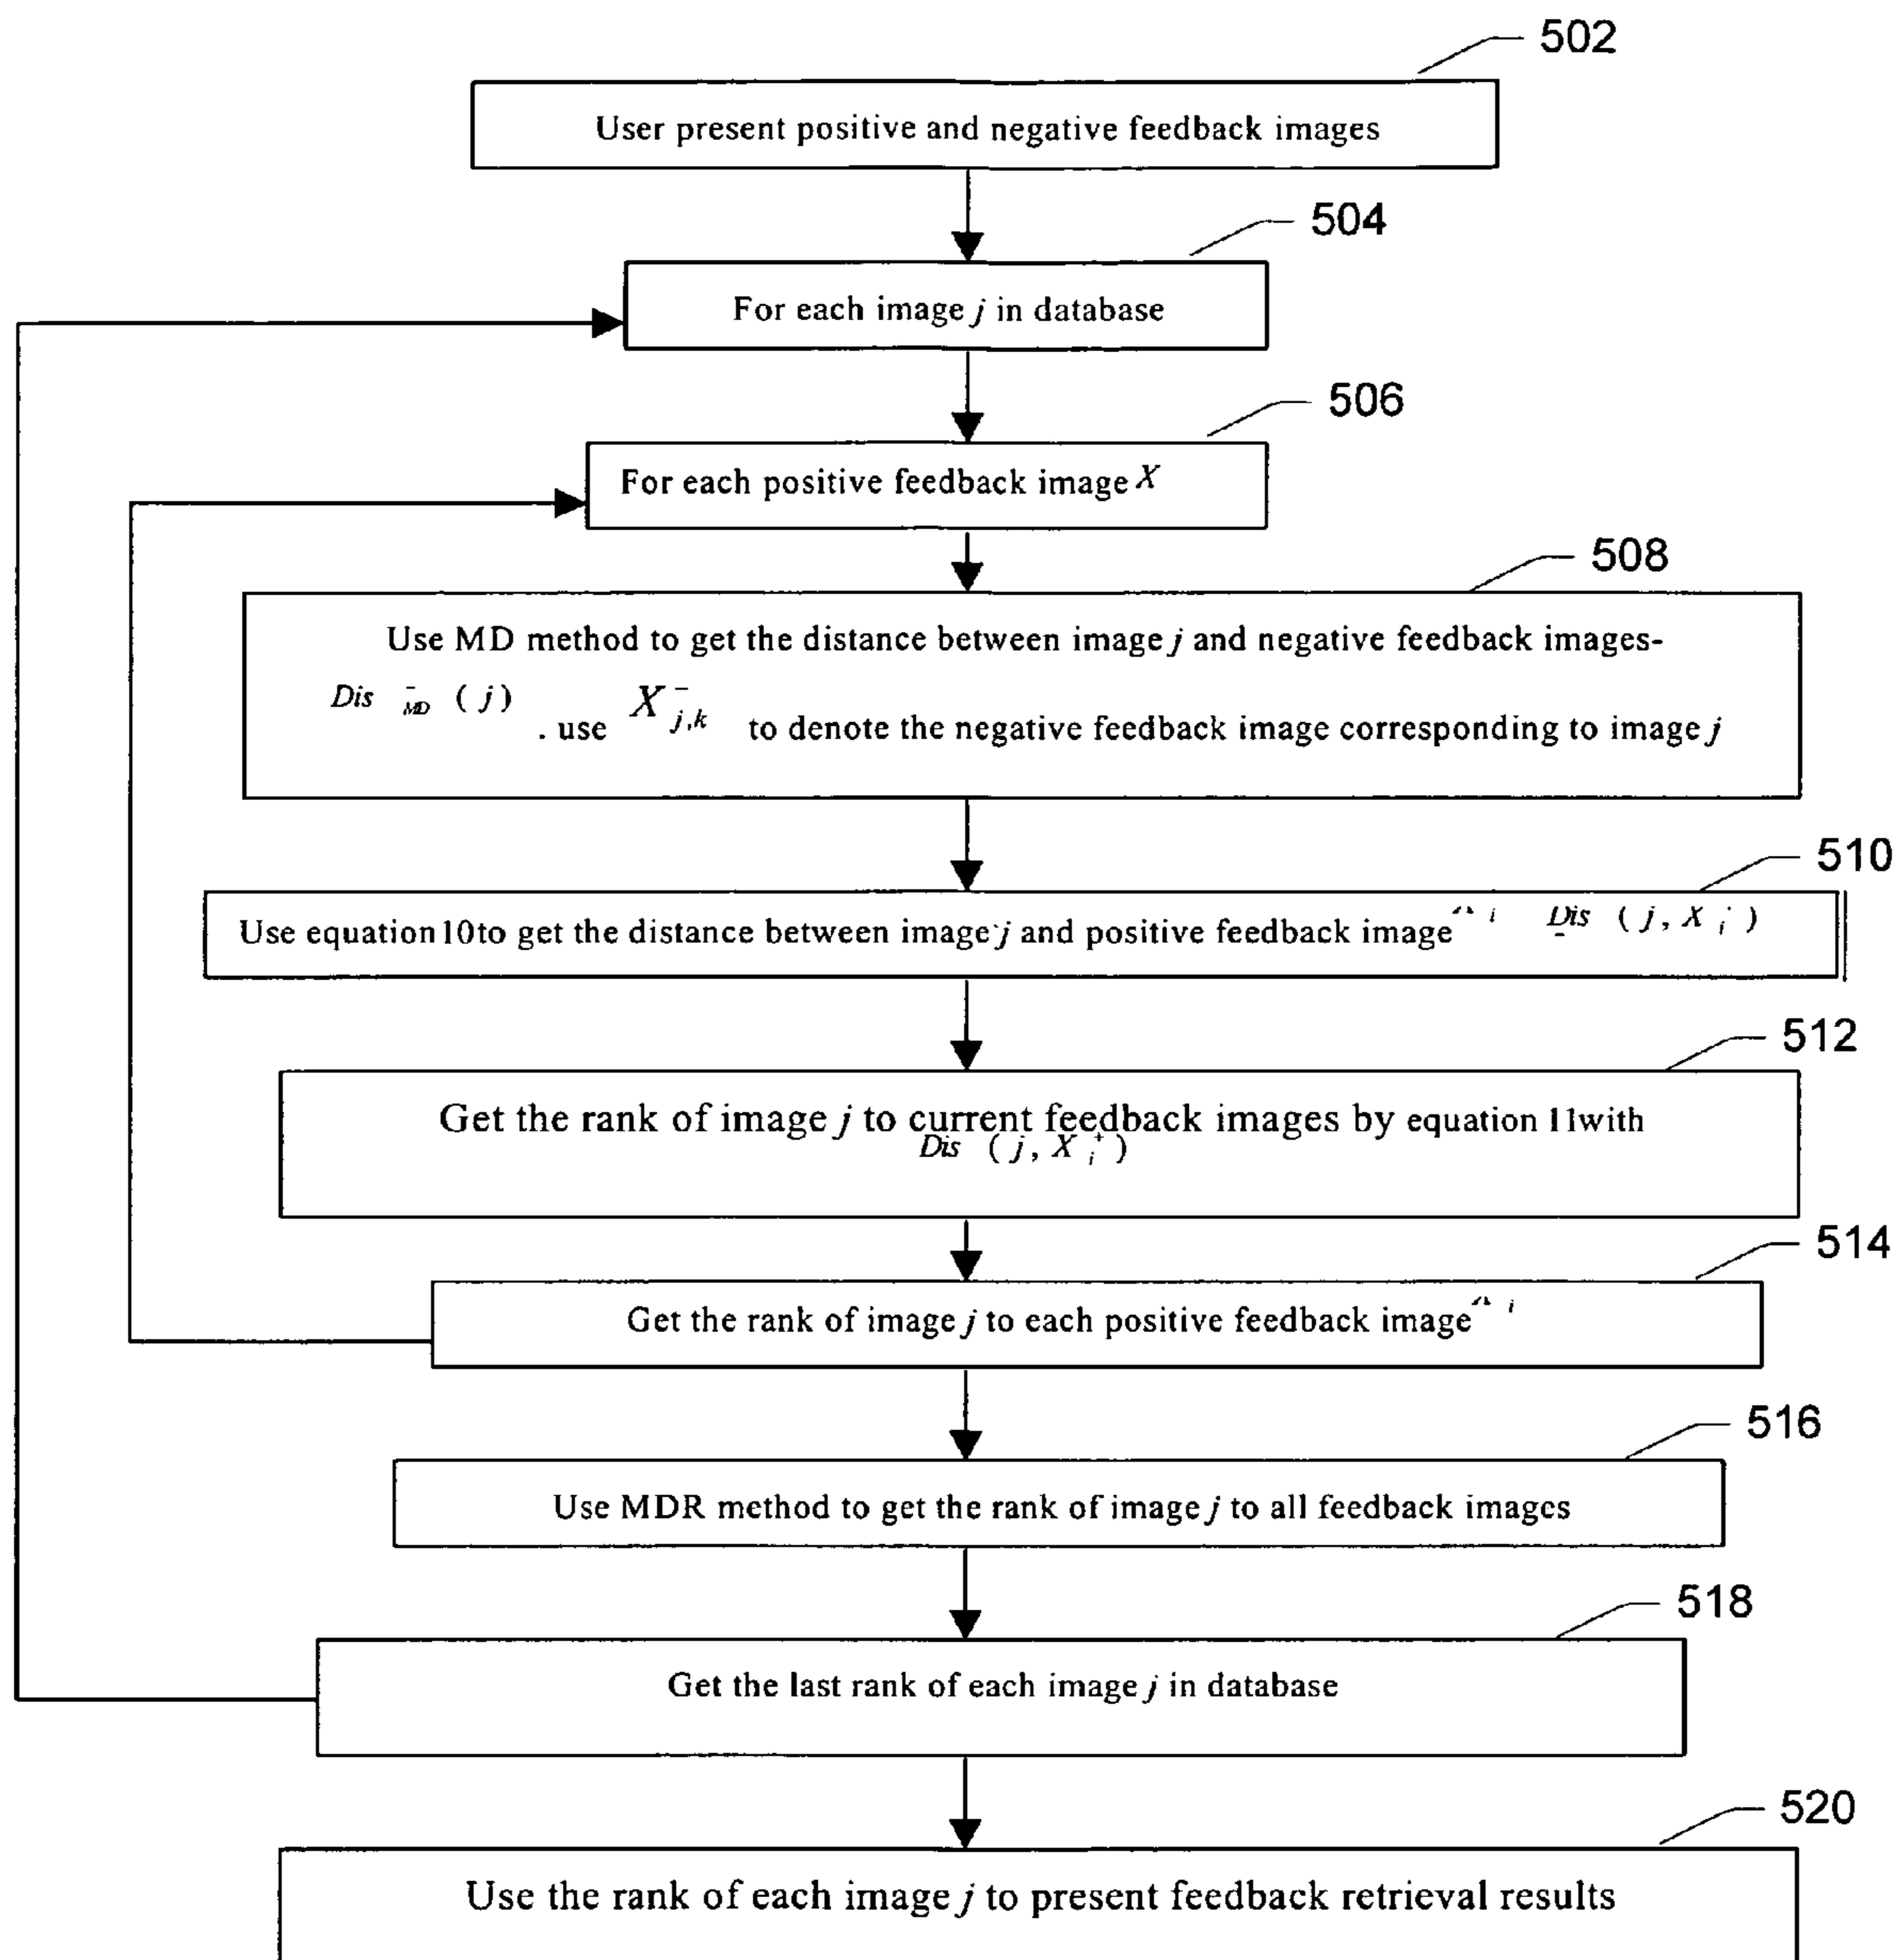 502
User present positive and negative feedback images
504
For each image j in database
506
For each positive feedback image X
508
Use MD method to get the distance between image j and negative feedback images-
Dis ⁻MD ( j ) . use X⁻j,k to denote the negative feedback image corresponding to image j
510
Use equation 10 to get the distance between image j and positive feedback image i Dis ( j , X i )
512
Get the rank of image j to current feedback images by equation 11with
Dis ( j , X⁺i )
514
Get the rank of image j to each positive feedback image i
516
Use MDR method to get the rank of image j to all feedback images
518
Get the last rank of each image j in database
520
Use the rank of each image j to present feedback retrieval results